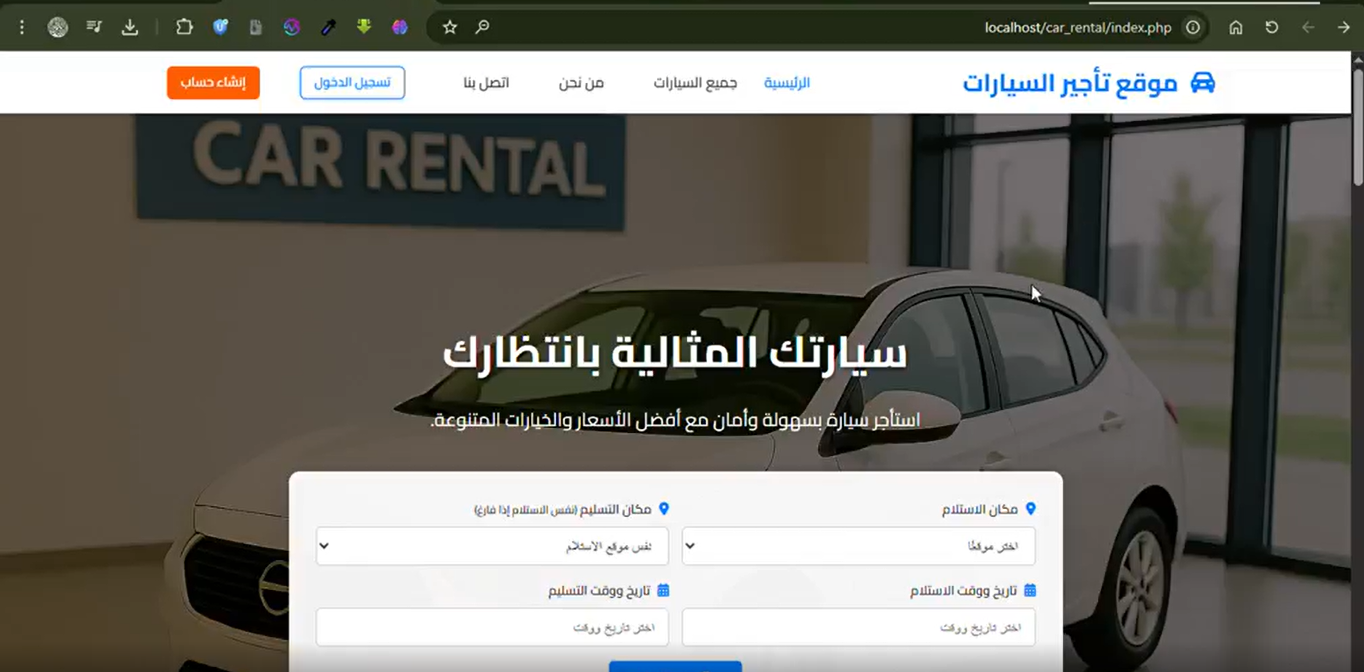 localhost/car_rental/index.php
موقع تأجير السيارات
الرئيسية
جميع السيارات
من نحن
اتصل بنا
تسجيل الدخول
إنشاء حساب
CAR RENTAL
سيارتك المثالية بانتظارك
استأجر سيارة بسهولة وأمان مع أفضل الأسعار والخيارات المتنوعة.
مكان الاستلام
مكان التسليم (نفس الاستلام إذا فارغ)
اختر موقعًا
نفس موقع الاستلام
تاريخ ووقت الاستلام
تاريخ ووقت التسليم
اختر تاريخ ووقت
اختر تاريخ ووقت